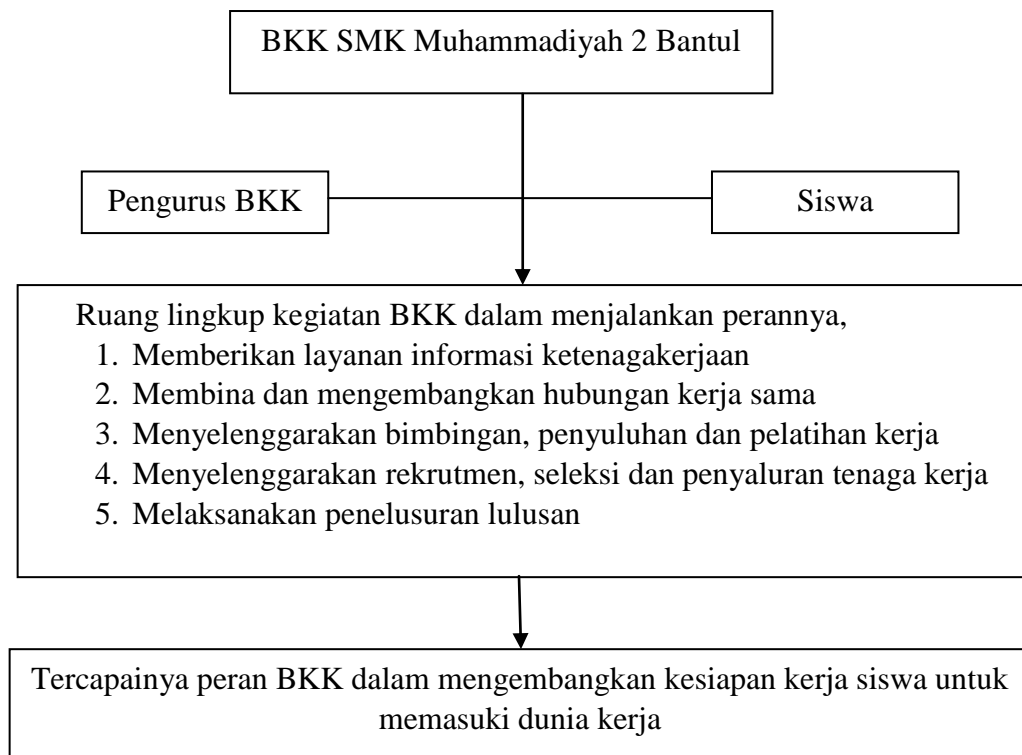 BKK SMK Muhammadiyah 2 Bantul
Pengurus BKK
Siswa
Ruang lingkup kegiatan BKK dalam menjalankan perannya,
1. Memberikan layanan informasi ketenagakerjaan
2. Membina dan mengembangkan hubungan kerja sama
3. Menyelenggarakan bimbingan, penyuluhan dan pelatihan kerja
4. Menyelenggarakan rekrutmen, seleksi dan penyaluran tenaga kerja
5. Melaksanakan penelusuran lulusan
Tercapainya peran BKK dalam mengembangkan kesiapan kerja siswa untuk
memasuki dunia kerja